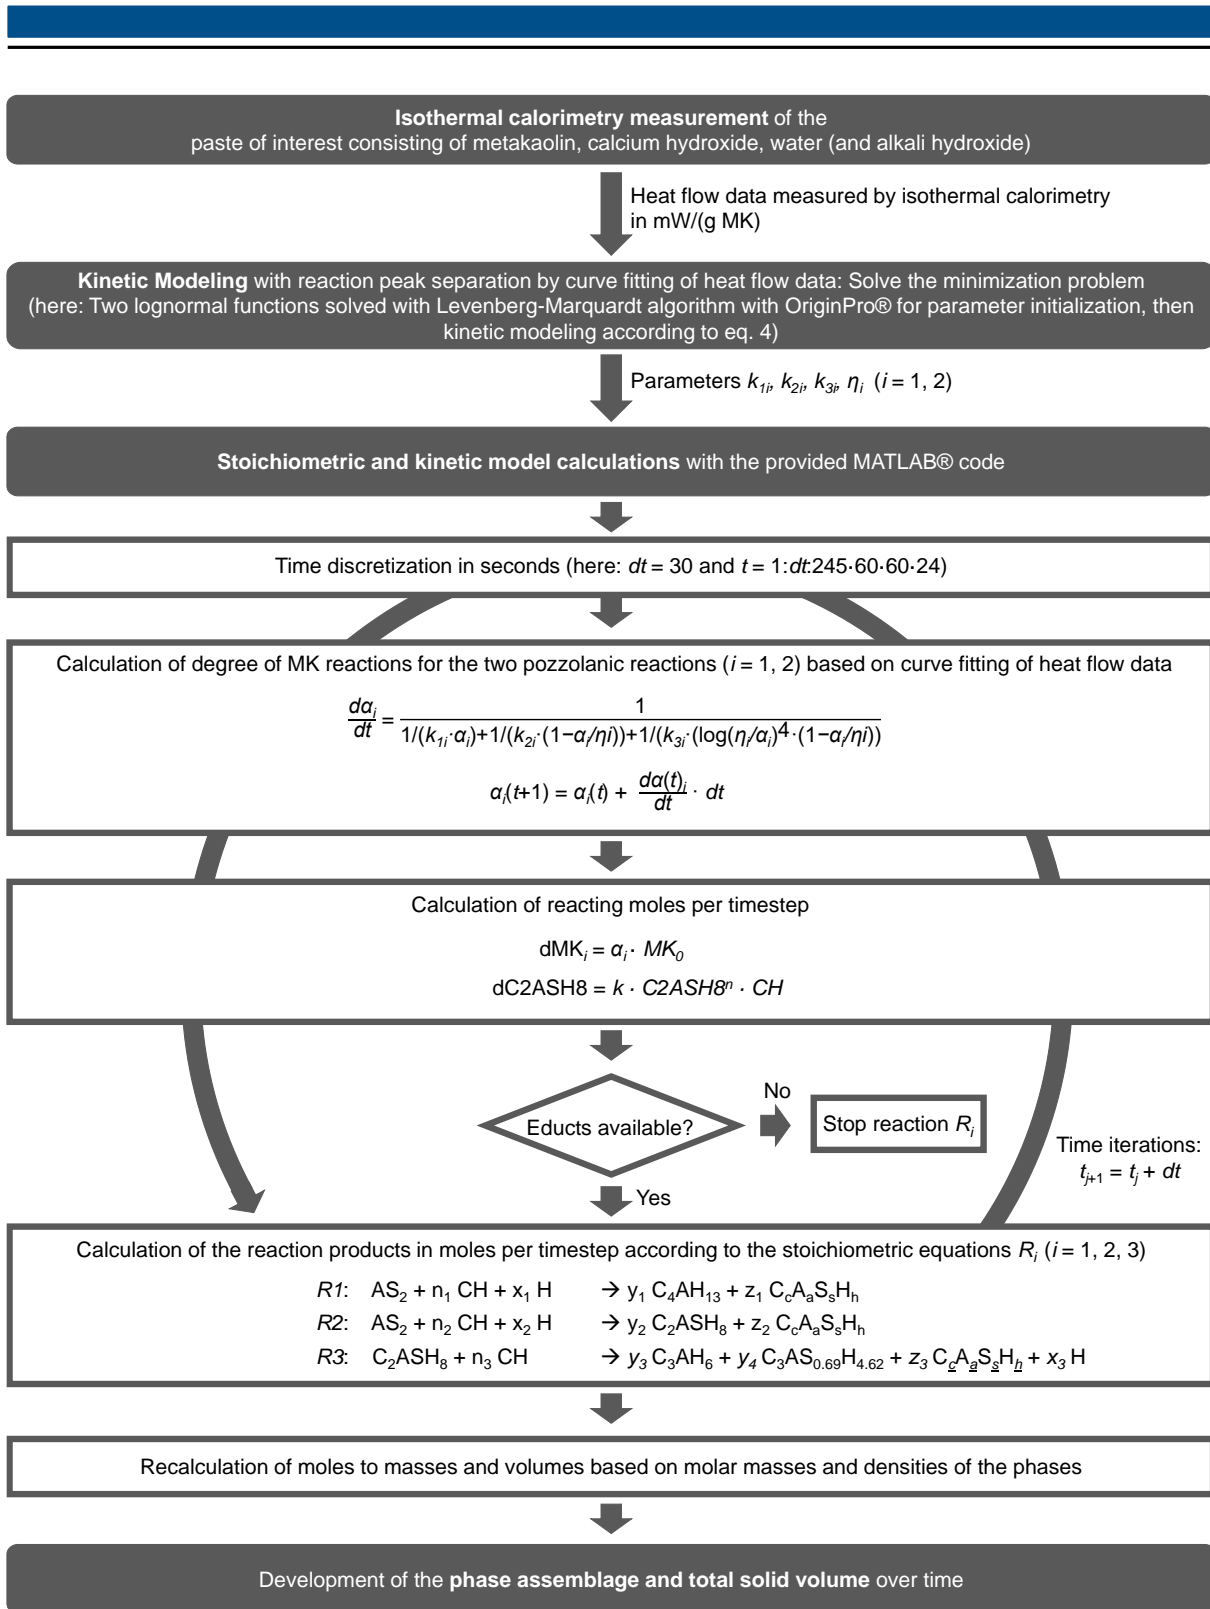 Isothermal calorimetry measurement of the
paste of interest consisting of metakaolin, calcium hydroxide, water (and alkali hydroxide)
Heat flow data measured by isothermal calorimetry
in mW/(g MK)
Kinetic Modeling with reaction peak separation by curve fitting of heat flow data: Solve the minimization problem
(here: Two lognormal functions solved with Levenberg-Marquardt algorithm with OriginPro® for parameter initialization, then
kinetic modeling according to eq. 4)
Parameters k₁ᵢ, k₂ᵢ, k₃ᵢ, ηᵢ (i = 1, 2)
Stoichiometric and kinetic model calculations with the provided MATLAB® code
Time discretization in seconds (here: dt = 30 and t = 1:dt:245·60·60·24)
Calculation of degree of MK reactions for the two pozzolanic reactions (i = 1, 2) based on curve fitting of heat flow data
dαᵢ/dt = 1/(1/(k₁ᵢ·αᵢ)+1/(k₂ᵢ·(1−αᵢ/ηi))+1/(k₃ᵢ·(log(ηᵢ/αᵢ)⁴·(1−αᵢ/ηi)))
αᵢ(t+1) = αᵢ(t) + dα(t)ᵢ/dt · dt
Calculation of reacting moles per timestep
dMKᵢ = αᵢ · MK₀
dC2ASH8 = k · C2ASH8ⁿ · CH
Educts available?
No
Stop reaction Rᵢ
Time iterations:
tⱼ₊₁ = tⱼ + dt
Yes
Calculation of the reaction products in moles per timestep according to the stoichiometric equations Rᵢ (i = 1, 2, 3)
R1: AS₂ + n₁ CH + x₁ H → y₁ C₄AH₁₃ + z₁ C_cA_aS_sH_h
R2: AS₂ + n₂ CH + x₂ H → y₂ C₂ASH₈ + z₂ C_cA_aS_sH_h
R3: C₂ASH₈ + n₃ CH → y₃ C₃AH₆ + y₄ C₃AS₀.₆₉H₄.₆₂ + z₃ C_cA_aS_sH_h + x₃ H
Recalculation of moles to masses and volumes based on molar masses and densities of the phases
Development of the phase assemblage and total solid volume over time